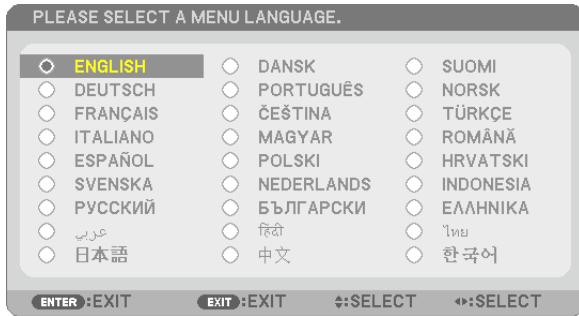 PLEASE SELECT A MENU LANGUAGE.
ENGLISH DANSK SUOMI
DEUTSCH PORTUGUÊS NORSK
FRANÇAIS ČEŠTINA TÜRKÇE
ITALIANO MAGYAR ROMÂNĂ
ESPAÑOL POLSKI HRVATSKI
SVENSKA NEDERLANDS INDONESIA
РУССКИЙ БЪЛГАРСКИ ΕΛΛΗΝΙΚΑ
عربي हिंदी ไทย
日本語 中文 한국어
ENTER:EXIT EXIT:EXIT :SELECT :SELECT